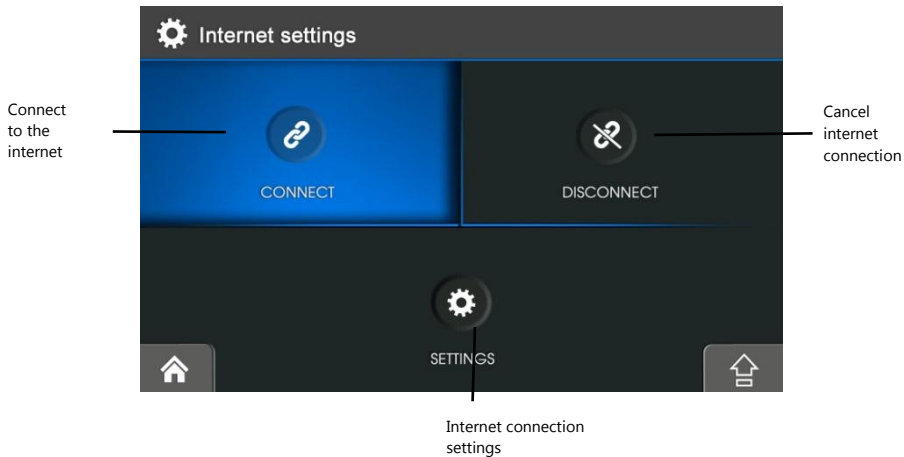 Internet settings
Connect
to the
internet
Cancel
internet
connection
CONNECT
DISCONNECT
SETTINGS
Internet connection
settings